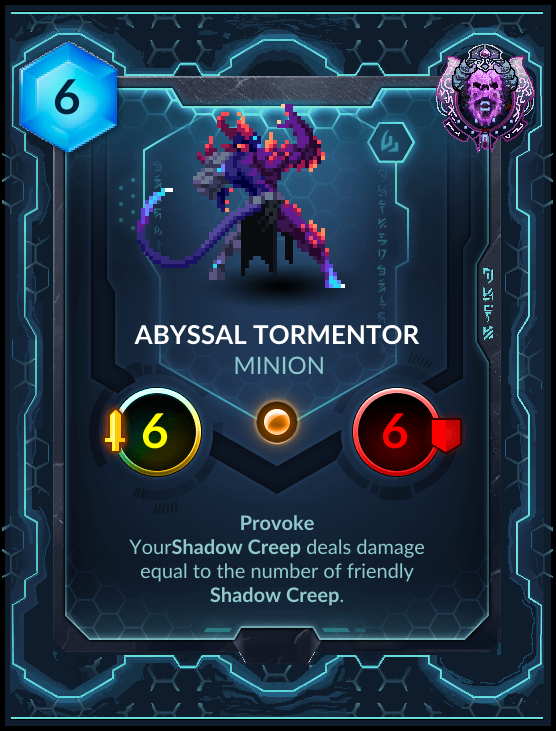 6
ABYSSAL TORMENTOR
MINION
6
6
Provoke
YourShadow Creep deals damage
equal to the number of friendly
Shadow Creep.